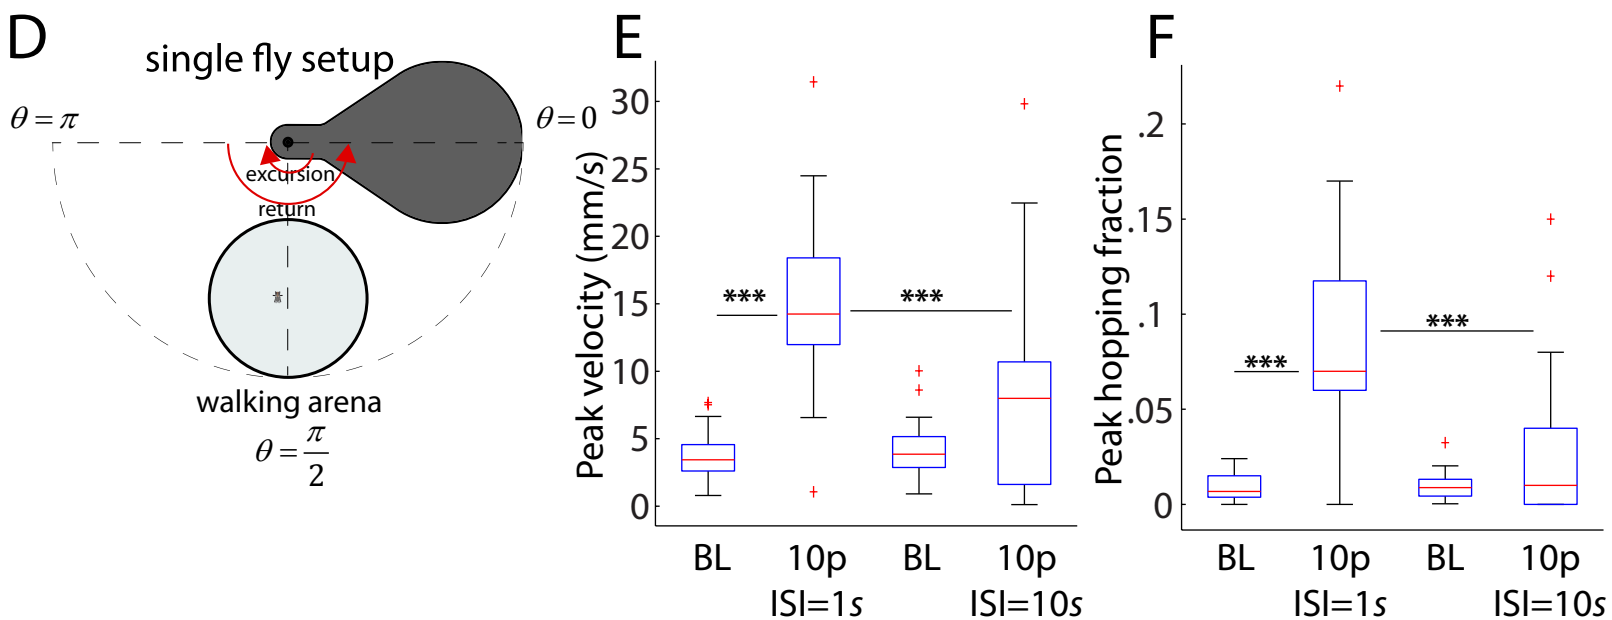 D
single fly setup
θ = π
θ = 0
excursion
return
walking arena
θ = π/2
E
Peak velocity (mm/s)
30
25
20
15
10
5
0
***
***
BL
10p
BL
10p
ISI=1s
ISI=10s
F
Peak hopping fraction
.2
.15
.1
.05
0
***
***
BL
10p
BL
10p
ISI=1s
ISI=10s